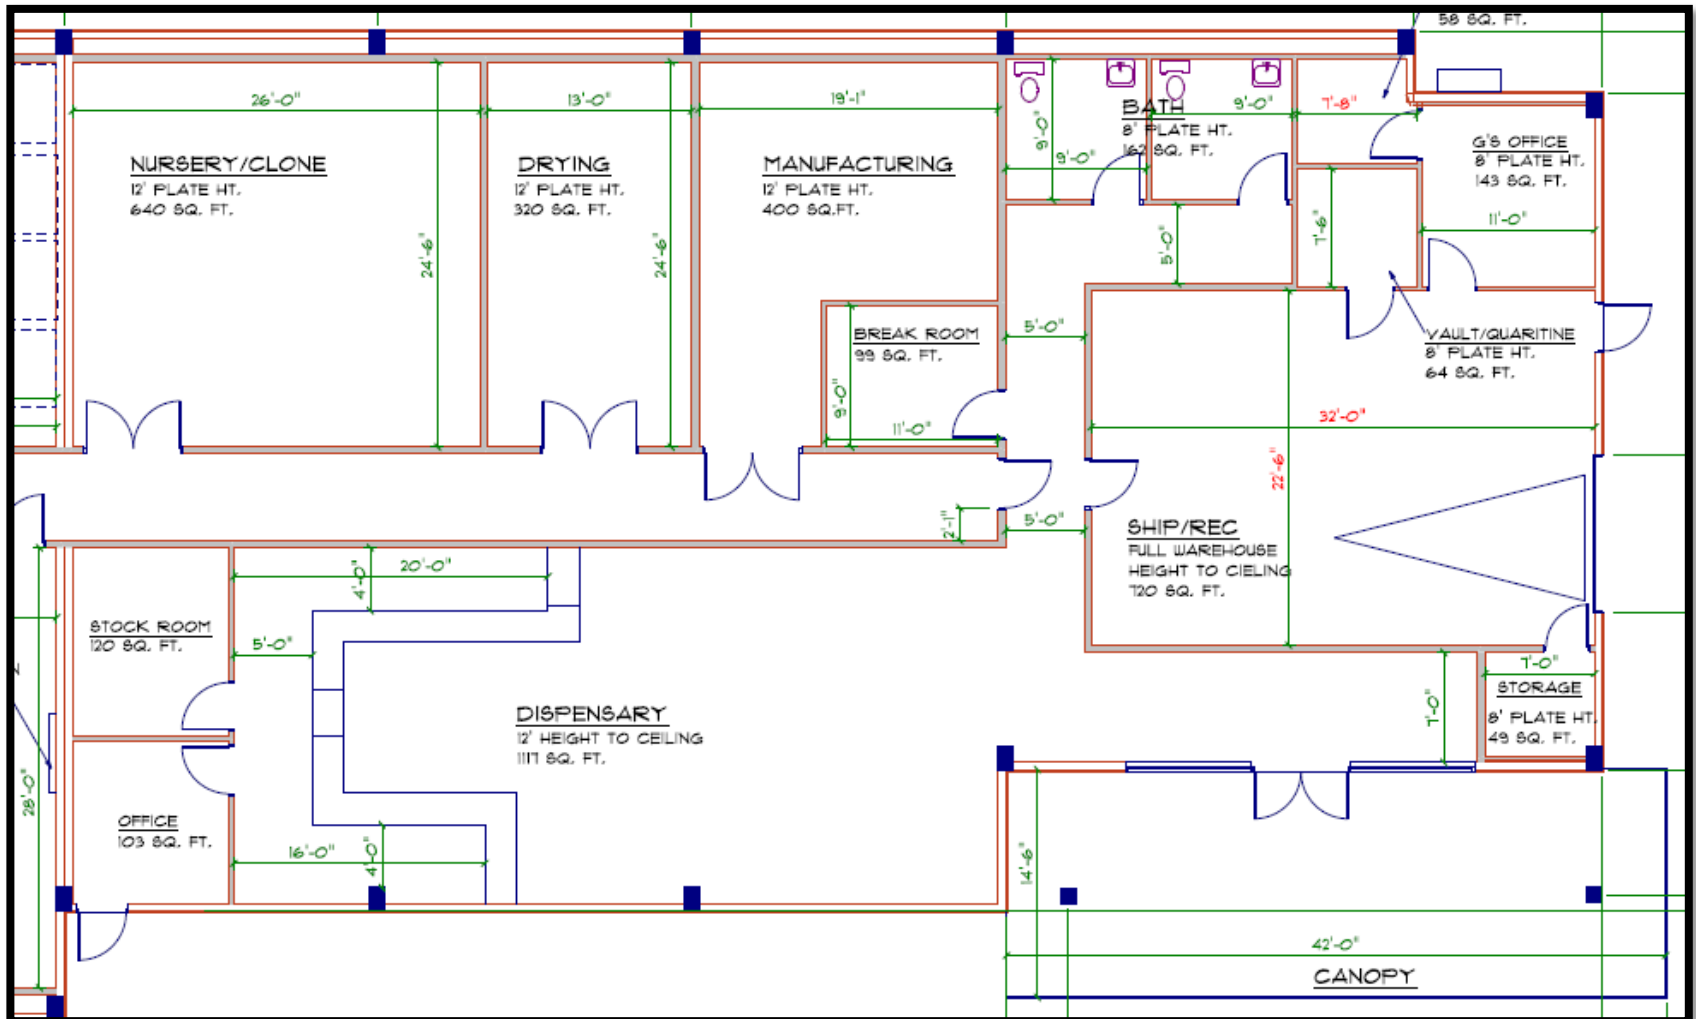 58 SQ. FT.
26'-0"
13'-0"
19'-1"
9'-0"
9'-0"
BATH
8' PLATE HT.
162 SQ. FT.
9'-0"
7'-8"
G'S OFFICE
8' PLATE HT.
143 SQ. FT.
11'-0"
NURSERY/CLONE
12' PLATE HT.
640 SQ. FT.
24'-6"
DRYING
12' PLATE HT.
320 SQ. FT.
24'-6"
MANUFACTURING
12' PLATE HT.
400 SQ.FT.
5'-0"
7'-6"
BREAK ROOM
99 SQ. FT.
9'-0"
11'-0"
5'-0"
VAULT/QUARITINE
8' PLATE HT.
64 SQ. FT.
32'-0"
22'-6"
2'-1"
5'-0"
SHIP/REC
FULL WAREHOUSE
HEIGHT TO CIELING
720 SQ. FT.
20'-0"
4'-0"
STOCK ROOM
120 SQ. FT.
5'-0"
7'-0"
STORAGE
8' PLATE HT.
49 SQ. FT.
7'-0"
DISPENSARY
12' HEIGHT TO CEILING
1117 SQ. FT.
28'-0"
OFFICE
103 SQ. FT.
16'-0"
4'-0"
14'-6"
42'-0"
CANOPY